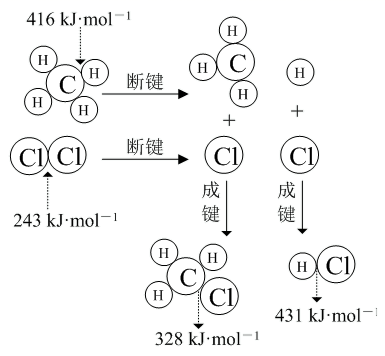 416 kJ·mol⁻¹
H
H H H
H C H
H H
断键
+ +
Cl Cl
断键
Cl Cl
243 kJ·mol⁻¹
成键
成键
H H
C
H Cl
H Cl
328 kJ·mol⁻¹
431 kJ·mol⁻¹